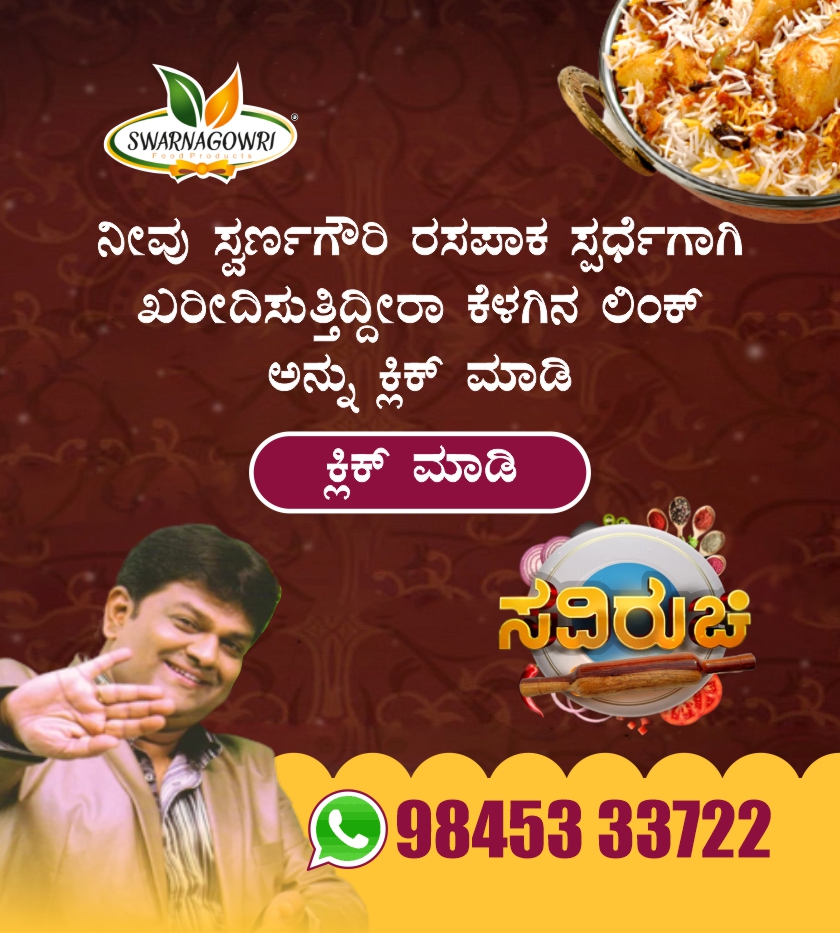 SWARNAGOWRI
®
Food Products
ನೀವು ಸ್ವರ್ಣಗೌರಿ ರಸಪಾಕ ಸ್ಪರ್ಧೆಗಾಗಿ
ಖರೀದಿಸುತ್ತಿದ್ದೀರಾ ಕೆಳಗಿನ ಲಿಂಕ್
ಅನ್ನು ಕ್ಲಿಕ್ ಮಾಡಿ
ಕ್ಲಿಕ್ ಮಾಡಿ
ಸವಿರುಚಿ
98453 33722